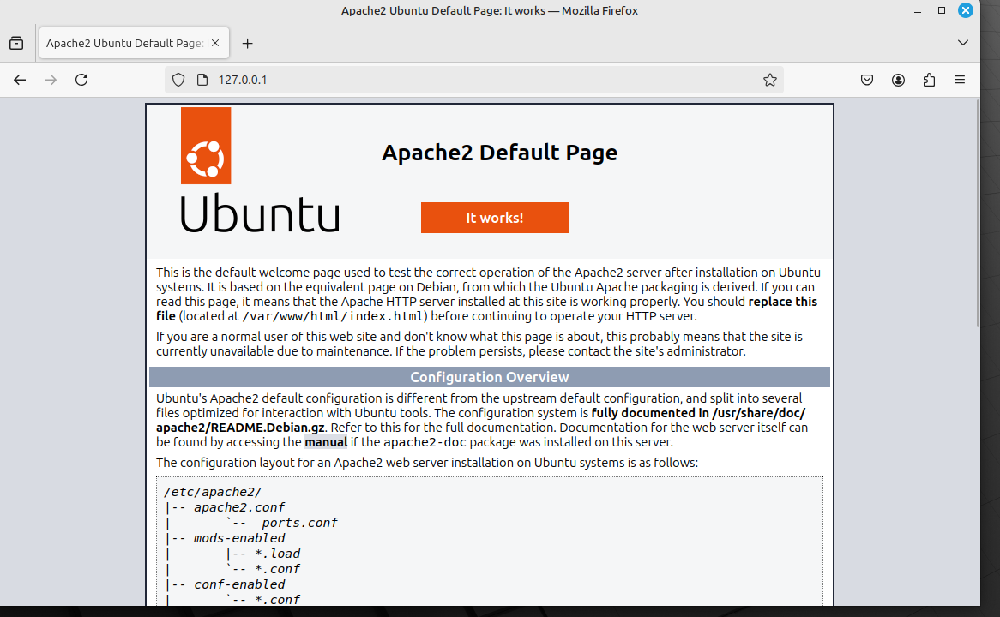 Apache2 Ubuntu Default Page: It works — Mozilla Firefox
Apache2 Ubuntu Default Page:
127.0.0.1
Apache2 Default Page
Ubuntu
It works!
This is the default welcome page used to test the correct operation of the Apache2 server after installation on Ubuntu
systems. It is based on the equivalent page on Debian, from which the Ubuntu Apache packaging is derived. If you can
read this page, it means that the Apache HTTP server installed at this site is working properly. You should replace this
file (located at /var/www/html/index.html) before continuing to operate your HTTP server.
If you are a normal user of this web site and don't know what this page is about, this probably means that the site is
currently unavailable due to maintenance. If the problem persists, please contact the site's administrator.
Configuration Overview
Ubuntu's Apache2 default configuration is different from the upstream default configuration, and split into several
files optimized for interaction with Ubuntu tools. The configuration system is fully documented in /usr/share/doc/
apache2/README.Debian.gz. Refer to this for the full documentation. Documentation for the web server itself can
be found by accessing the manual if the apache2-doc package was installed on this server.
The configuration layout for an Apache2 web server installation on Ubuntu systems is as follows:
/etc/apache2/
|-- apache2.conf
|       `--  ports.conf
|-- mods-enabled
|       |-- *.load
|       `-- *.conf
|-- conf-enabled
|       `-- *.conf